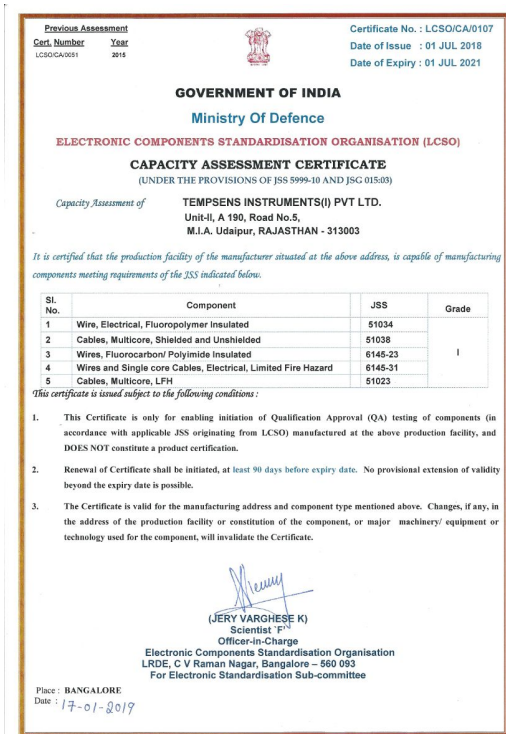 Previous Assessment
Cert. Number Year
LCSO/CA/0051 2015
Certificate No. : LCSO/CA/0107
Date of Issue : 01 JUL 2018
Date of Expiry : 01 JUL 2021
GOVERNMENT OF INDIA
Ministry Of Defence
ELECTRONIC COMPONENTS STANDARDISATION ORGANISATION (LCSO)
CAPACITY ASSESSMENT CERTIFICATE
(UNDER THE PROVISIONS OF JSS 5999-10 AND JSG 015:03)
Capacity Assessment of TEMPSENS INSTRUMENTS(I) PVT LTD.
Unit-II, A 190, Road No.5,
M.I.A. Udaipur, RAJASTHAN - 313003
It is certified that the production facility of the manufacturer situated at the above address, is capable of manufacturing
components meeting requirements of the JSS indicated below.
Sl. No. Component JSS Grade
1 Wire, Electrical, Fluoropolymer Insulated 51034
2 Cables, Multicore, Shielded and Unshielded 51038
3 Wires, Fluorocarbon/ Polyimide Insulated 6145-23 I
4 Wires and Single core Cables, Electrical, Limited Fire Hazard 6145-31
5 Cables, Multicore, LFH 51023
This certificate is issued subject to the following conditions :
1. This Certificate is only for enabling initiation of Qualification Approval (QA) testing of components (in
accordance with applicable JSS originating from LCSO) manufactured at the above production facility, and
DOES NOT constitute a product certification.
2. Renewal of Certificate shall be initiated, at least 90 days before expiry date. No provisional extension of validity
beyond the expiry date is possible.
3. The Certificate is valid for the manufacturing address and component type mentioned above. Changes, if any, in
the address of the production facility or constitution of the component, or major machinery/ equipment or
technology used for the component, will invalidate the Certificate.
(JERY VARGHESE K)
Scientist `F'
Officer-in-Charge
Electronic Components Standardisation Organisation
LRDE, C V Raman Nagar, Bangalore – 560 093
For Electronic Standardisation Sub-committee
Place : BANGALORE
Date : 17-01-2019